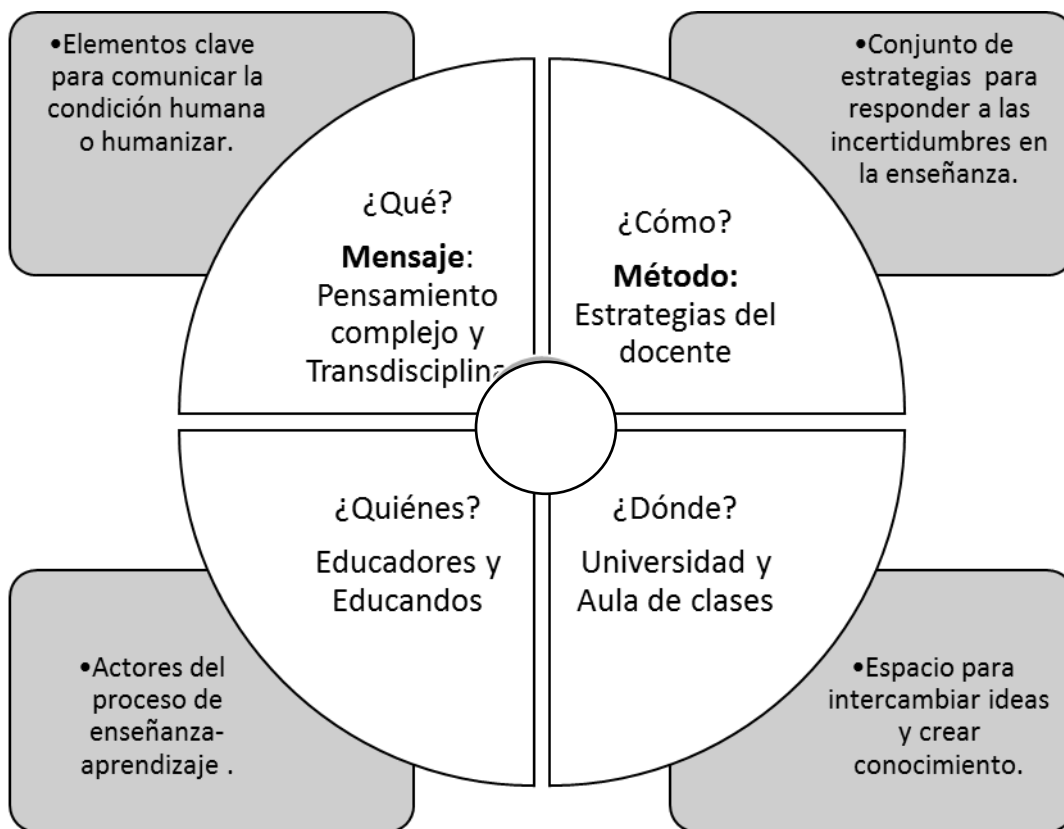 •Elementos clave
para comunicar la
condición humana
o humanizar.
•Conjunto de
estrategias para
responder a las
incertidumbres en
la enseñanza.
¿Qué?
Mensaje:
Pensamiento
complejo y
Transdisciplina
¿Cómo?
Método:
Estrategias del
docente
¿Quiénes?
Educadores y
Educandos
¿Dónde?
Universidad y
Aula de clases
•Actores del
proceso de
enseñanza-
aprendizaje .
•Espacio para
intercambiar ideas
y crear
conocimiento.